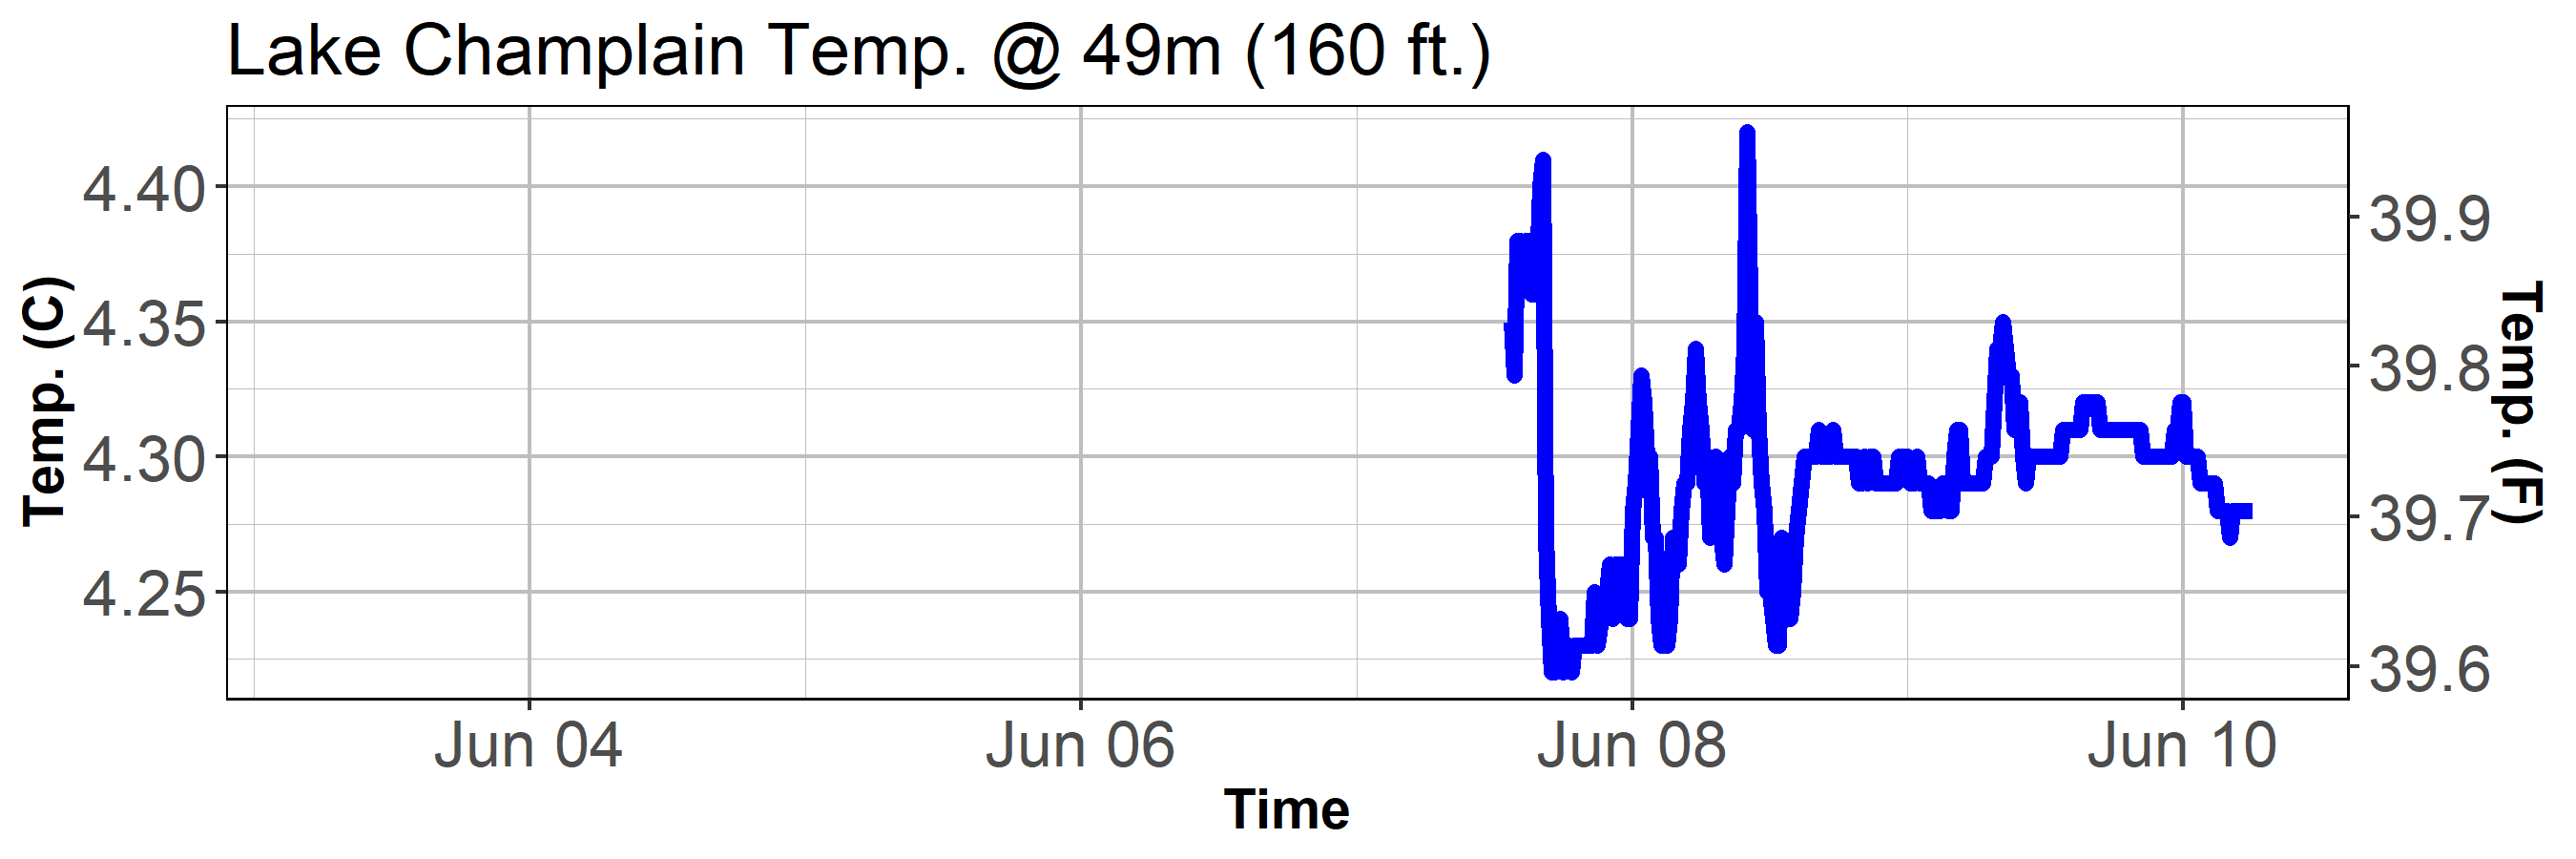 Lake Champlain Temp. @ 49m (160 ft.)
Temp. (C)
4.40
4.35
4.30
4.25
39.9
39.8
39.7
39.6
Temp. (F)
Jun 04 Jun 06 Jun 08 Jun 10
Time